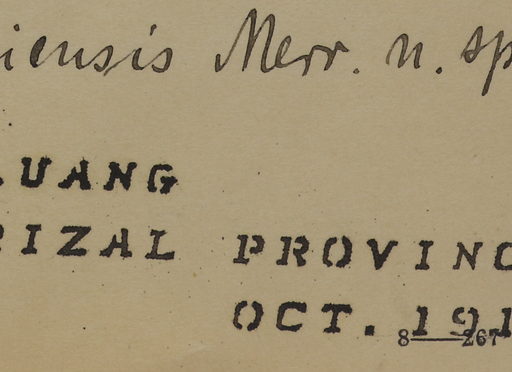 iensis Merr. n. sp
UANG
RIZAL PROVINC
OCT. 191
8—267